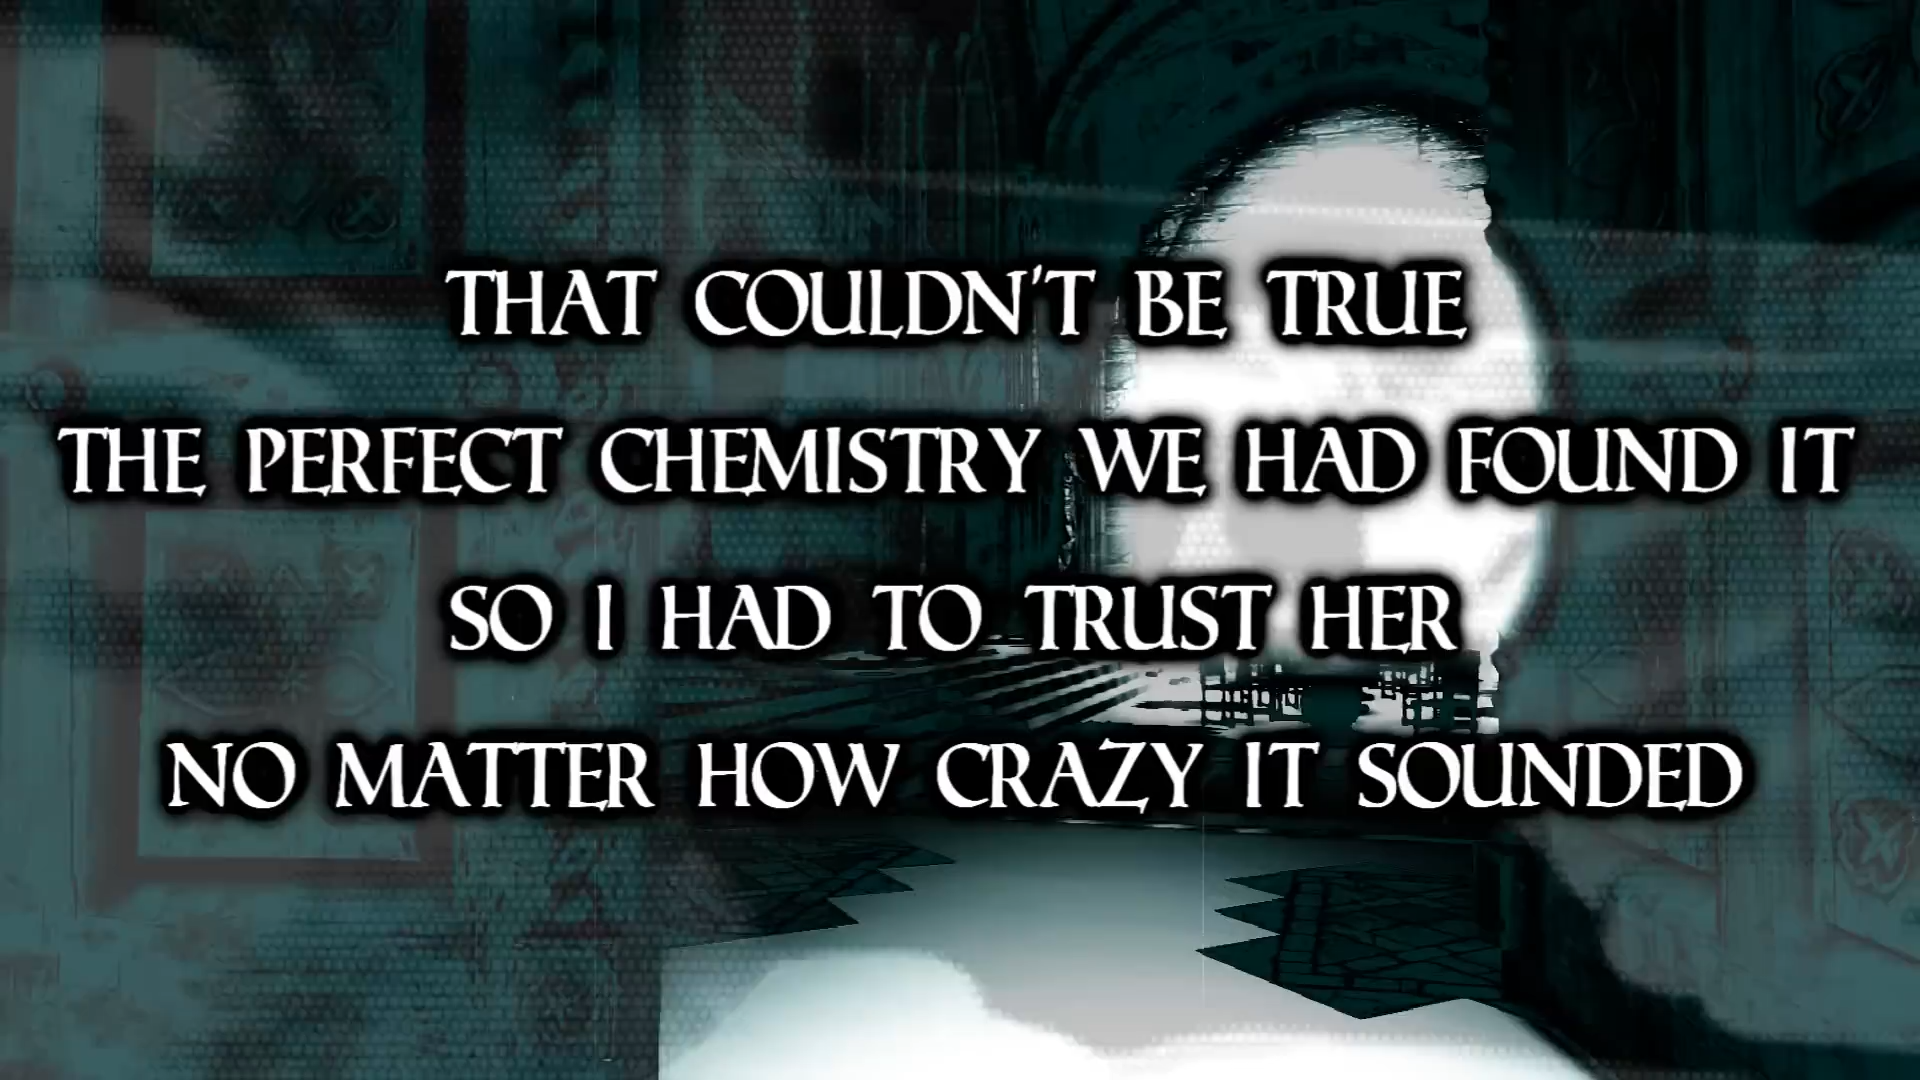 THAT COULDN'T BE TRUE
THE PERFECT CHEMISTRY WE HAD FOUND IT
SO I HAD TO TRUST HER
NO MATTER HOW CRAZY IT SOUNDED